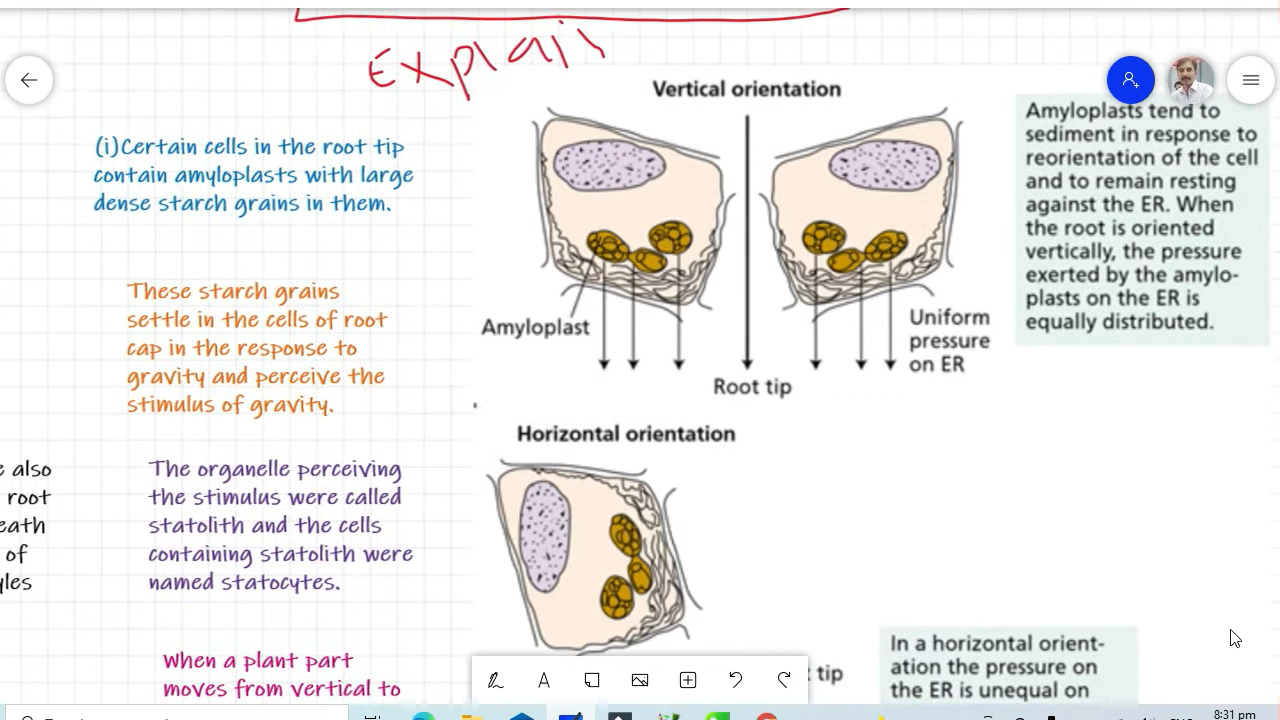 Explain
Vertical orientation
(i)Certain cells in the root tip
contain amyloplasts with large
dense starch grains in them.
Amyloplasts tend to
sediment in response to
reorientation of the cell
and to remain resting
against the ER. When
the root is oriented
vertically, the pressure
exerted by the amylo-
plasts on the ER is
equally distributed.
These starch grains
settle in the cells of root
cap in the response to
gravity and perceive the
stimulus of gravity.
Amyloplast
Uniform
pressure
on ER
Root tip
Horizontal orientation
e also
root
eath
of
yles
The organelle perceiving
the stimulus were called
statolith and the cells
containing statolith were
named statocytes.
When a plant part
moves from vertical to
t tip
In a horizontal orient-
ation the pressure on
the ER is unequal on
A
8:31 pm